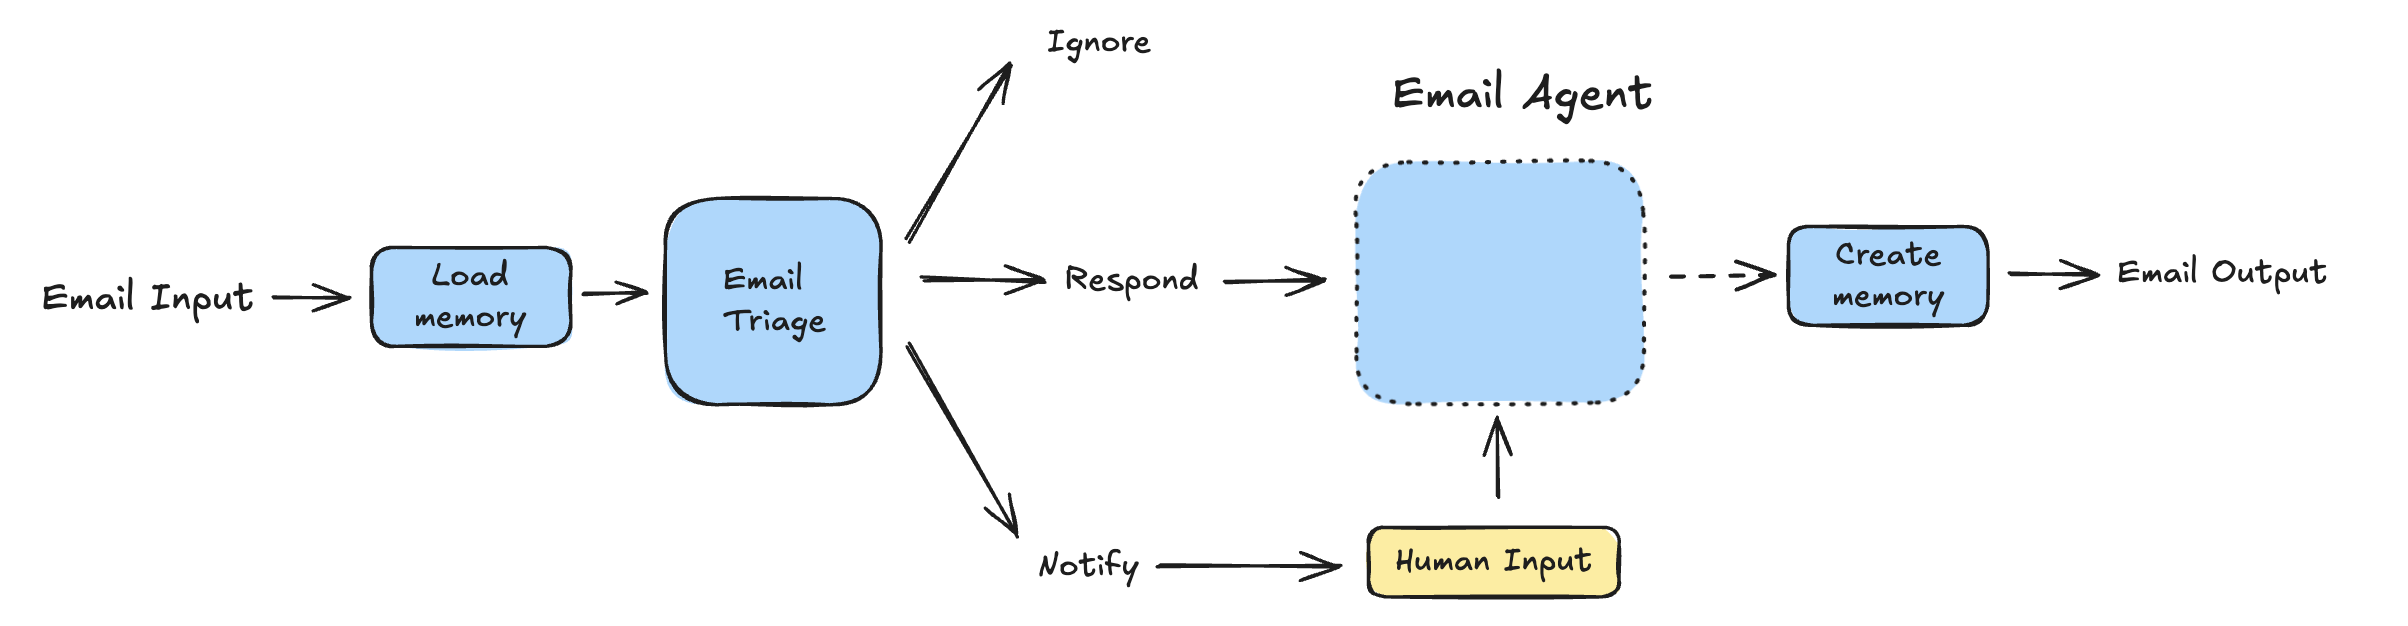 Ignore
Email Agent
Email Input
Load
memory
Email
Triage
Respond
Create
memory
Email Output
Notify
Human Input